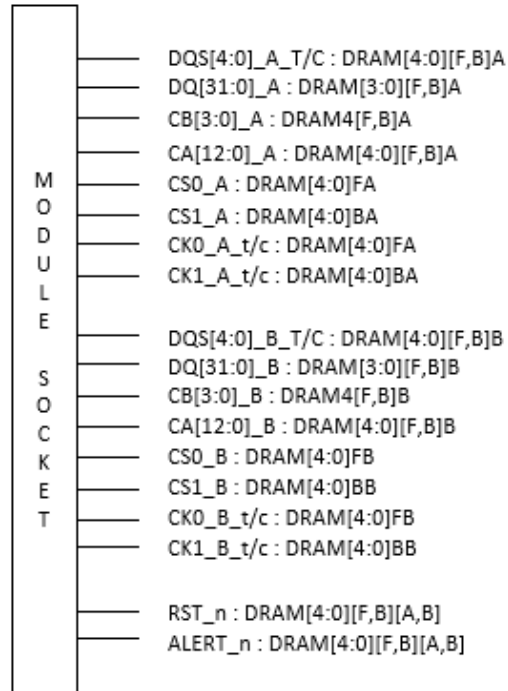 DQS[4:0]_A_T/C : DRAM[4:0][F,B]A
DQ[31:0]_A : DRAM[3:0][F,B]A
CB[3:0]_A : DRAM4[F,B]A
CA[12:0]_A : DRAM[4:0][F,B]A
CS0_A : DRAM[4:0]FA
CS1_A : DRAM[4:0]BA
CK0_A_t/c : DRAM[4:0]FA
CK1_A_t/c : DRAM[4:0]BA
MODULE SOCKET
DQS[4:0]_B_T/C : DRAM[4:0][F,B]B
DQ[31:0]_B : DRAM[3:0][F,B]B
CB[3:0]_B : DRAM4[F,B]B
CA[12:0]_B : DRAM[4:0][F,B]B
CS0_B : DRAM[4:0]FB
CS1_B : DRAM[4:0]BB
CK0_B_t/c : DRAM[4:0]FB
CK1_B_t/c : DRAM[4:0]BB
RST_n : DRAM[4:0][F,B][A,B]
ALERT_n : DRAM[4:0][F,B][A,B]